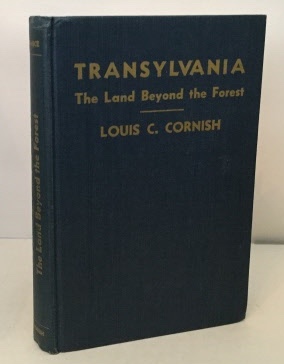 TRANSYLVANIA
The Land Beyond the Forest
LOUIS C. CORNISH
The Land Beyond the Forest